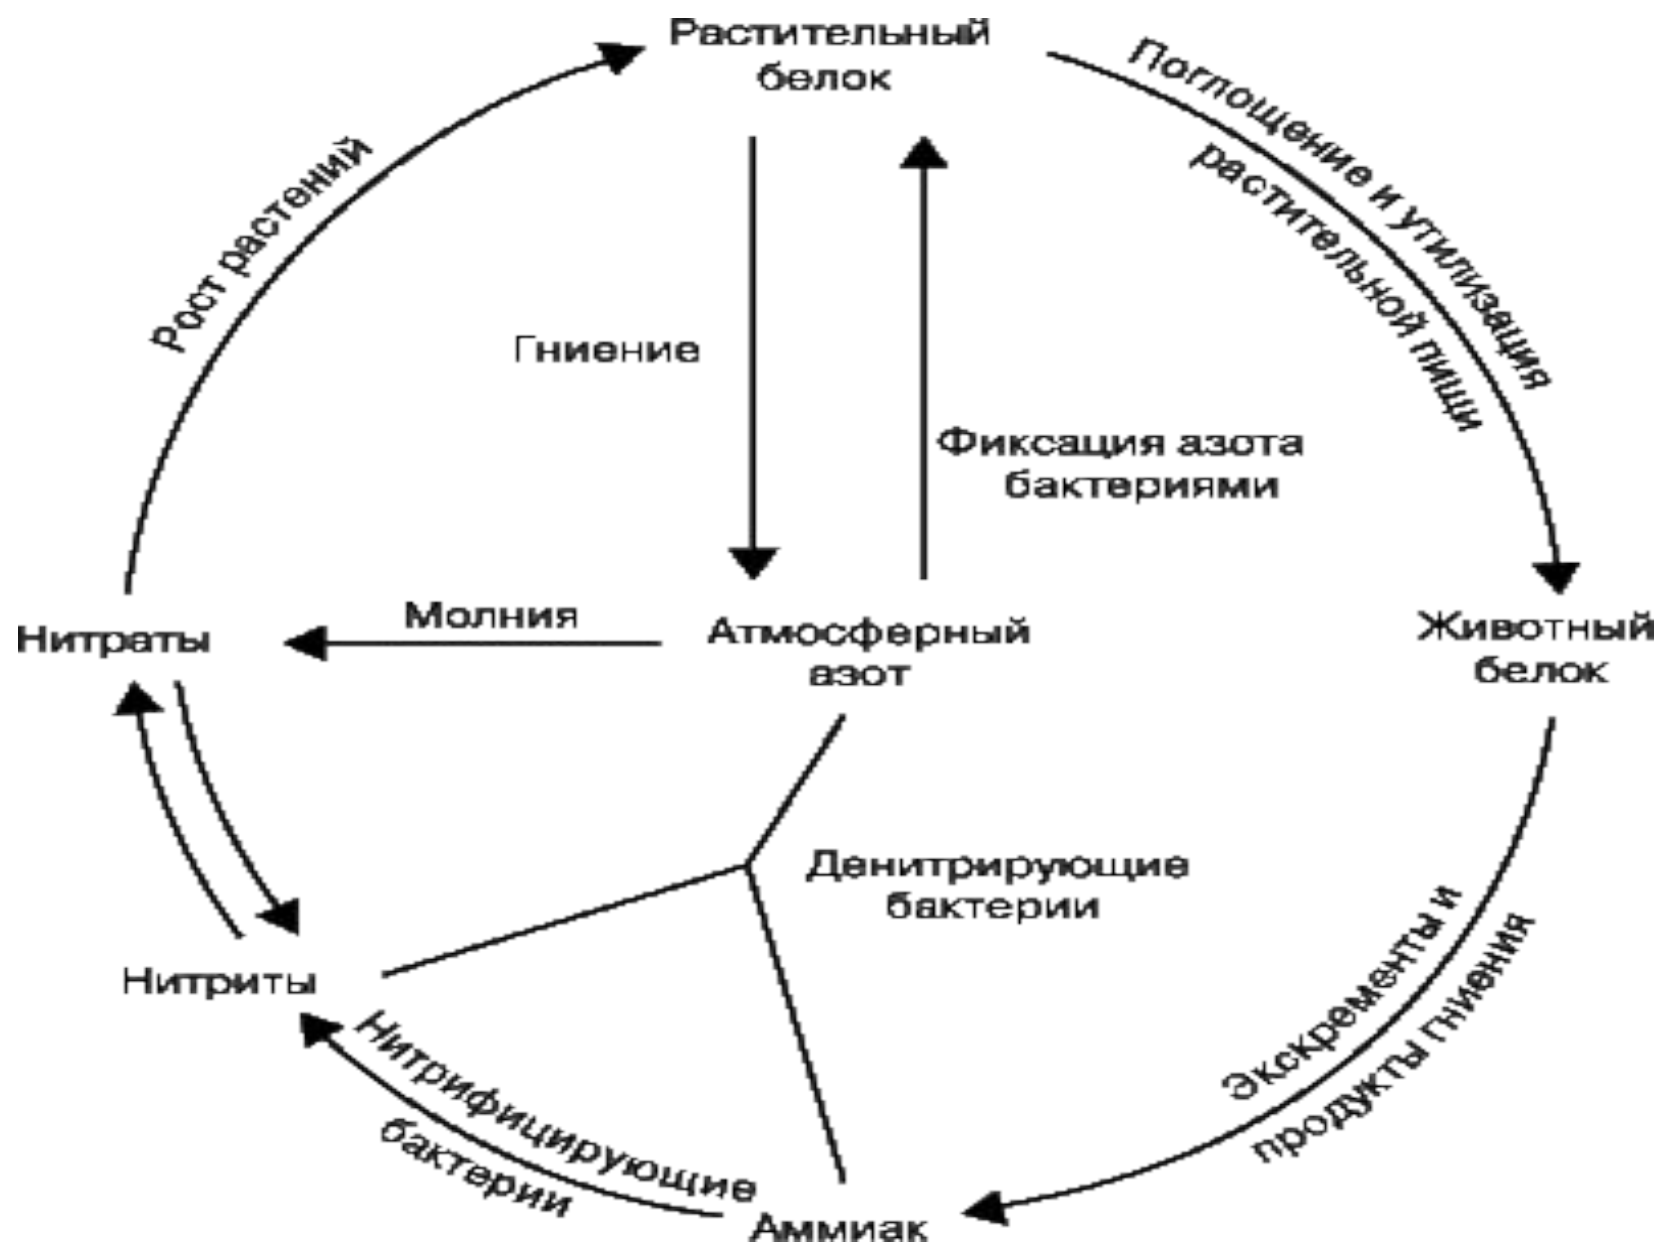 Растительный
белок
Поглощение и утилизация
растительной пищи
Рост растений
Гниение
Фиксация азота
бактериями
Нитраты
Молния
Атмосферный
азот
Животный
белок
Денитрирующие
бактерии
Нитриты
Нитрифицирующие
бактерии
Экскременты и
продукты гниения
Аммиак